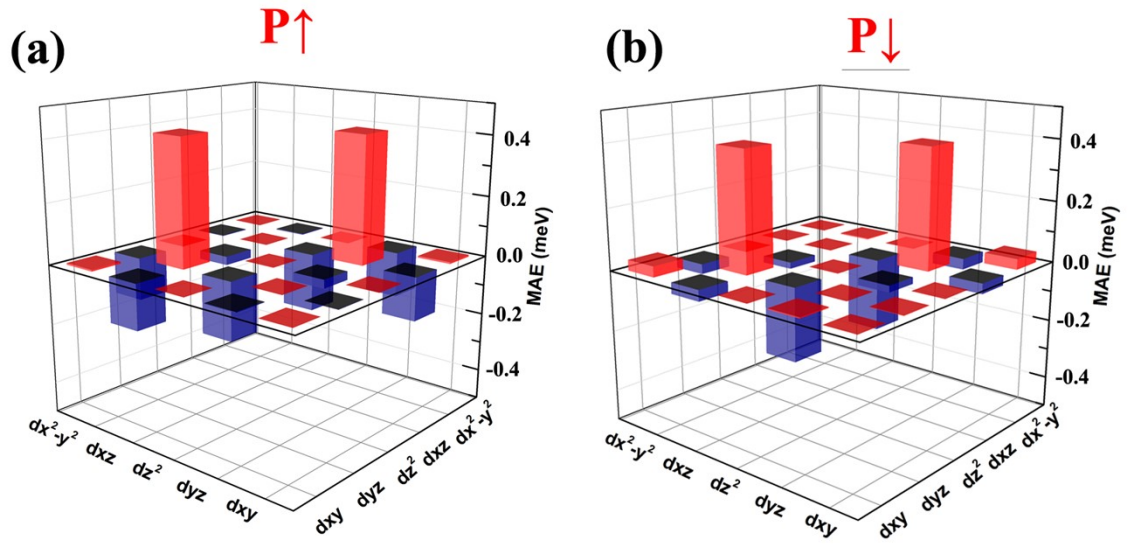 (a)
P↑
0.4
0.2
0.0
-0.2
-0.4
MAE (meV)
dx²-y²
dxz
dz²
dyz
dxy
dxy
dyz
dz²
dxz
dx²-y²
(b)
P↓
0.4
0.2
0.0
-0.2
-0.4
MAE (meV)
dx²-y²
dxz
dz²
dyz
dxy
dxy
dyz
dz²
dxz
dx²-y²